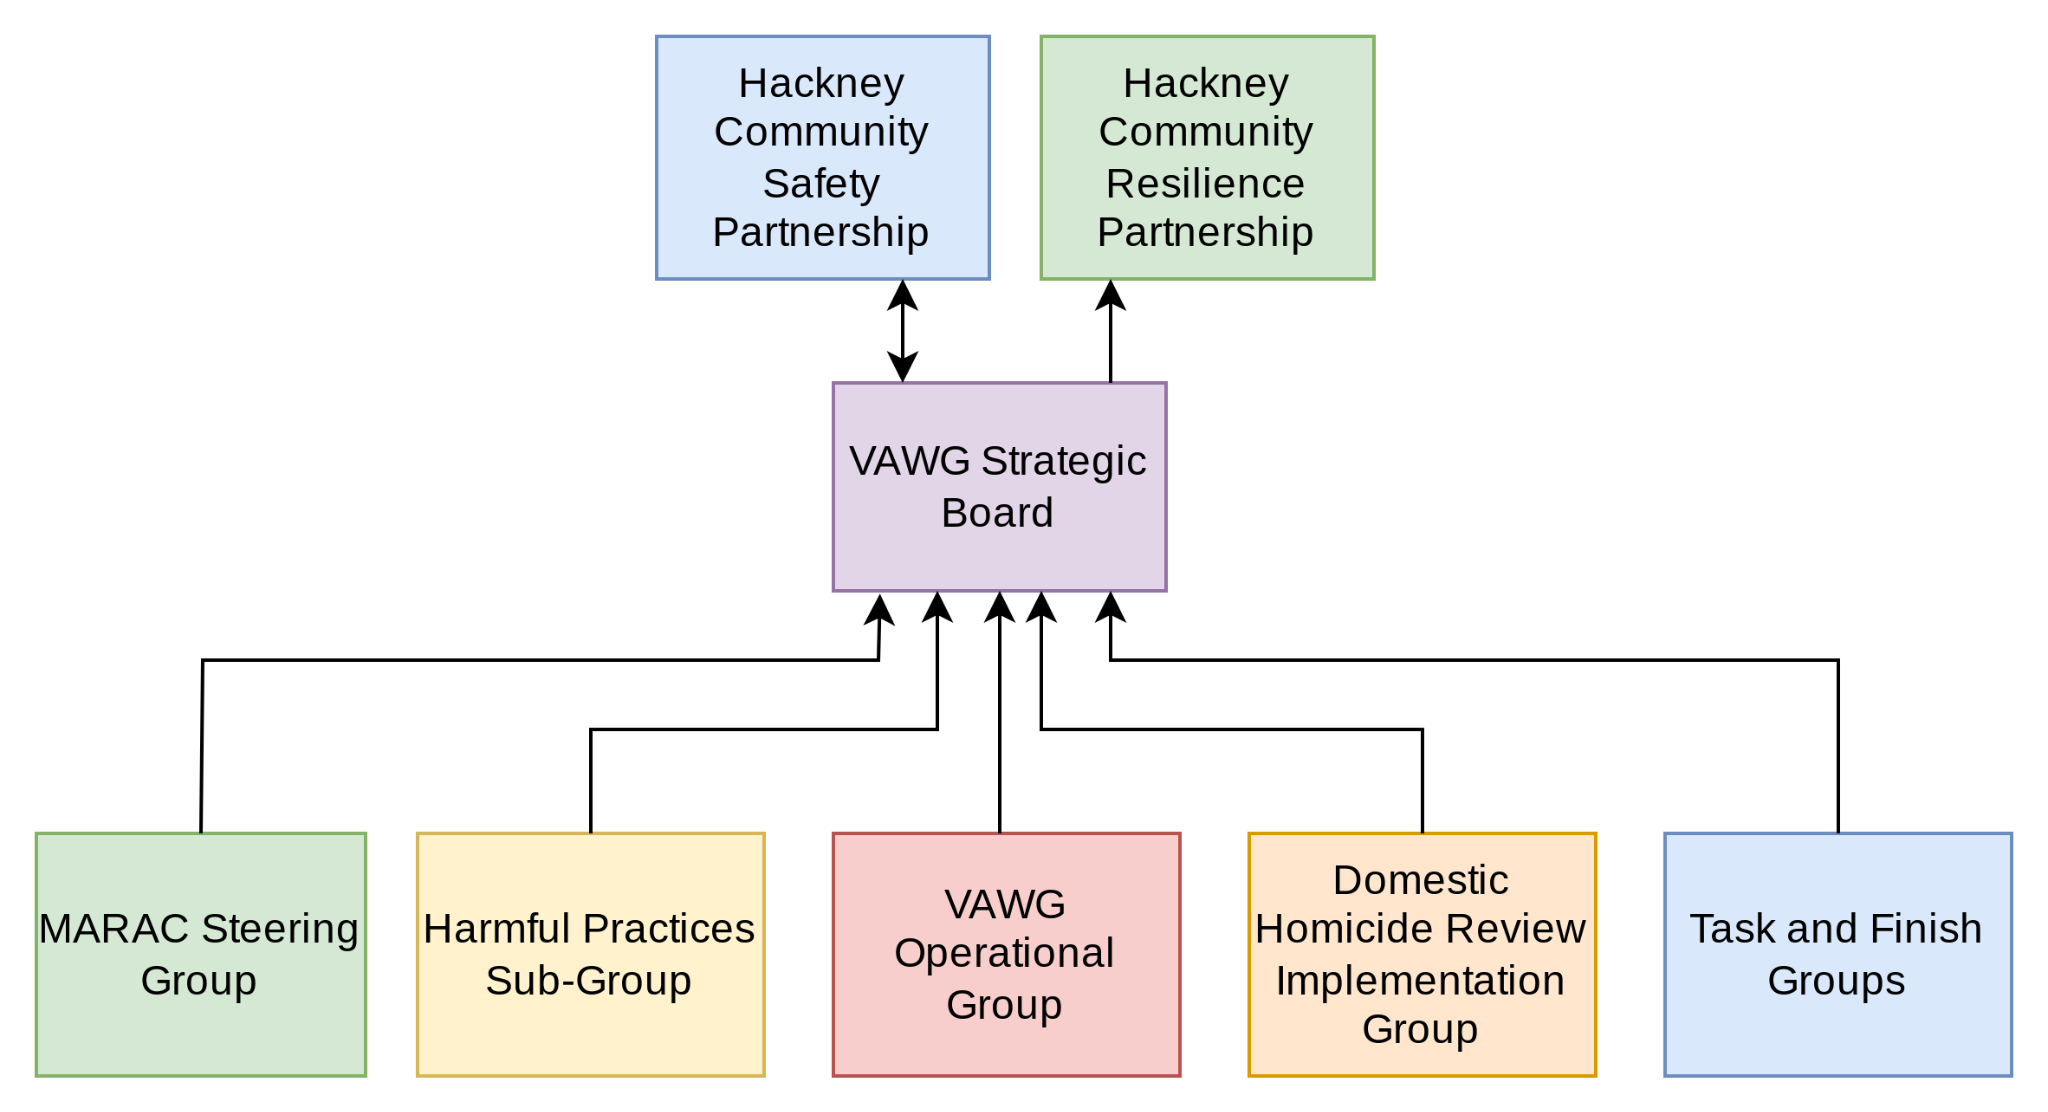 Hackney
Community
Safety
Partnership
Hackney
Community
Resilience
Partnership
VAWG Strategic
Board
MARAC Steering
Group
Harmful Practices
Sub-Group
VAWG
Operational
Group
Domestic
Homicide Review
Implementation
Group
Task and Finish
Groups